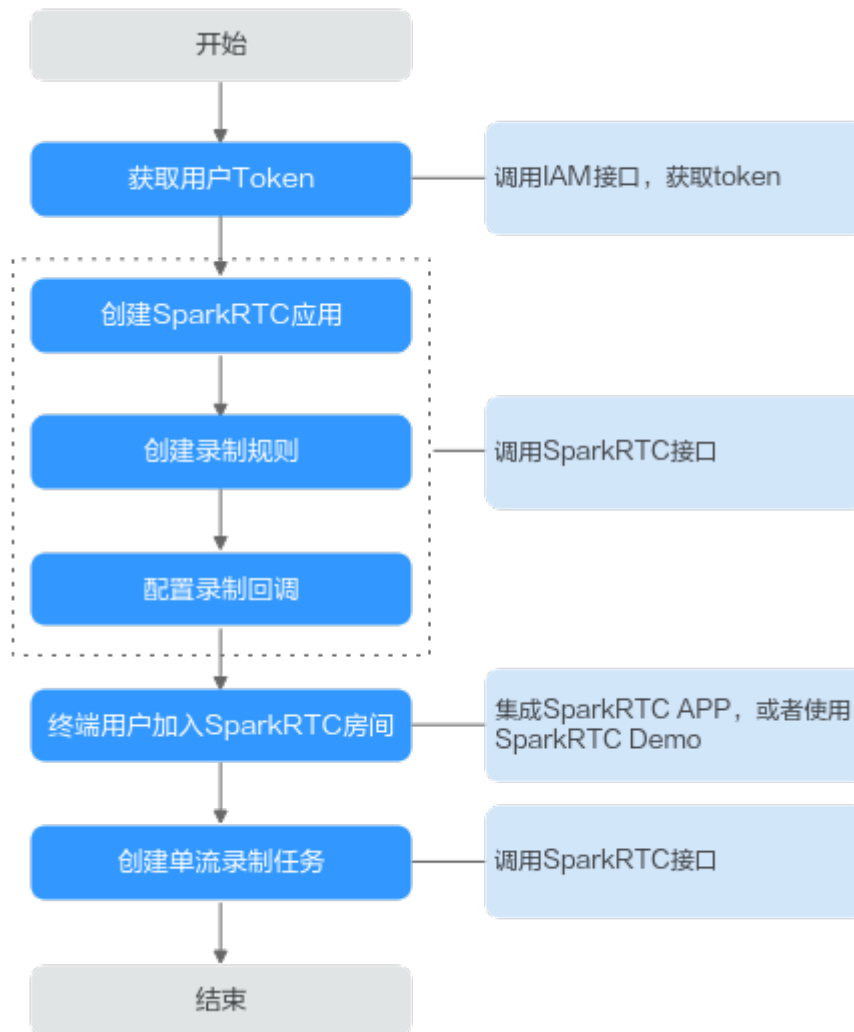 开始
获取用户Token
调用IAM接口，获取token
创建SparkRTC应用
创建录制规则
调用SparkRTC接口
配置录制回调
终端用户加入SparkRTC房间
集成SparkRTC APP，或者使用
SparkRTC Demo
创建单流录制任务
调用SparkRTC接口
结束